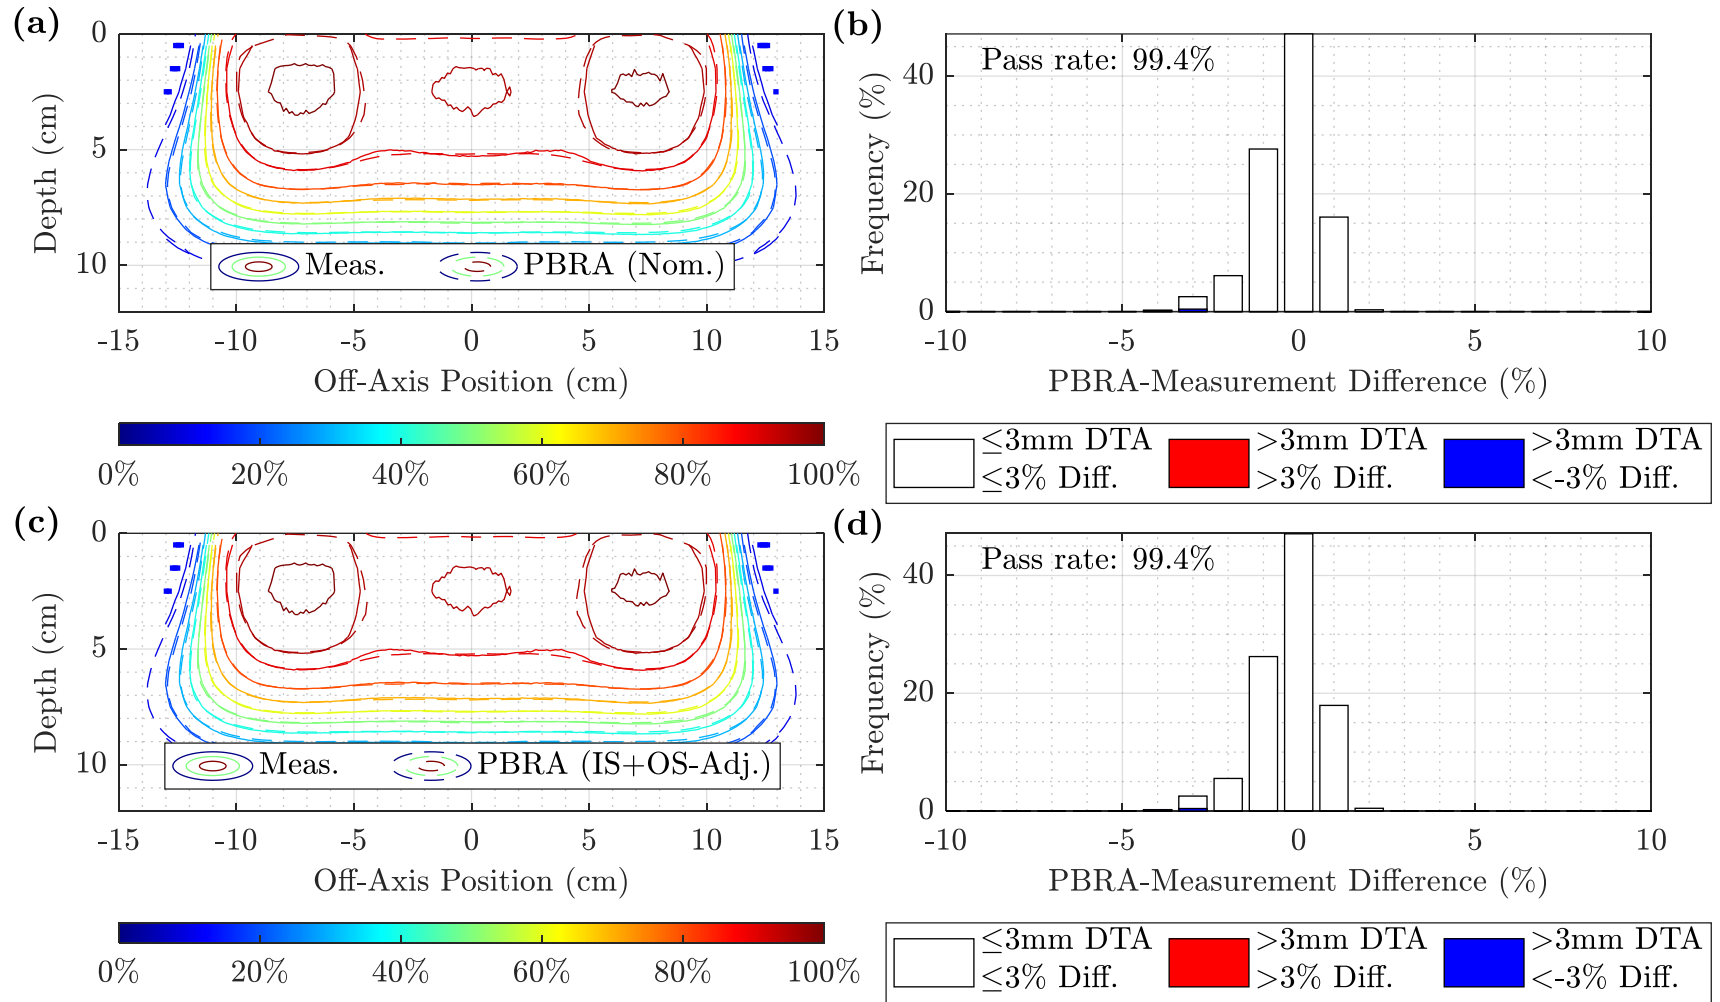 (a)
0
5
10
Depth (cm)
Meas.
PBRA (Nom.)
-15 -10 -5 0 5 10 15
Off-Axis Position (cm)
0% 20% 40% 60% 80% 100%
(b)
Pass rate: 99.4%
40
20
0
Frequency (%)
-10 -5 0 5 10
PBRA-Measurement Difference (%)
≤3mm DTA
≤3% Diff.
>3mm DTA
>3% Diff.
>3mm DTA
<-3% Diff.
(c)
0
5
10
Depth (cm)
Meas.
PBRA (IS+OS-Adj.)
-15 -10 -5 0 5 10 15
Off-Axis Position (cm)
0% 20% 40% 60% 80% 100%
(d)
Pass rate: 99.4%
40
20
0
Frequency (%)
-10 -5 0 5 10
PBRA-Measurement Difference (%)
≤3mm DTA
≤3% Diff.
>3mm DTA
>3% Diff.
>3mm DTA
<-3% Diff.